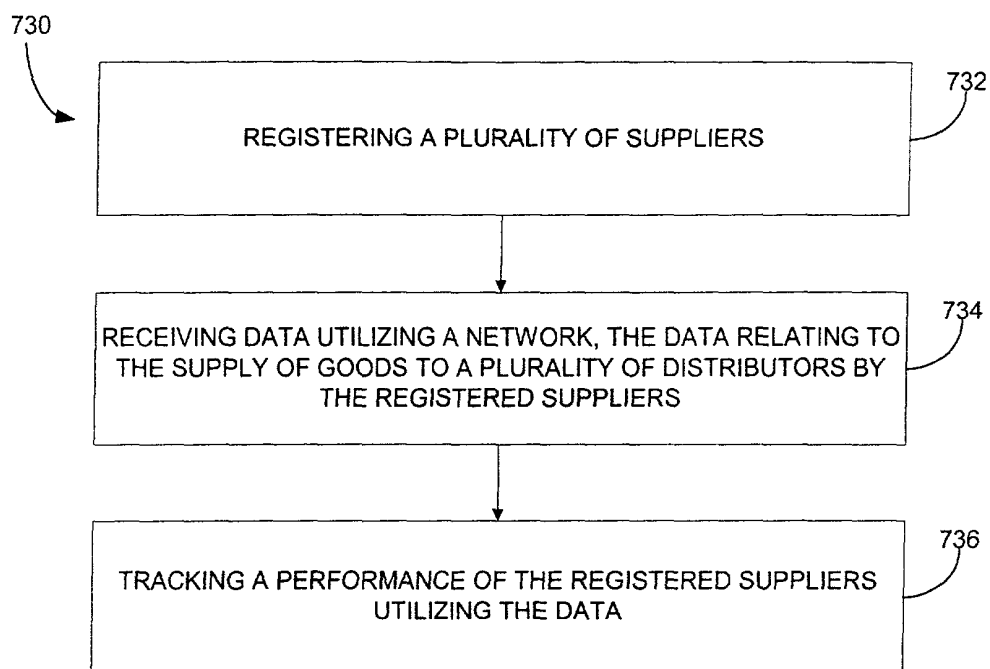 730
732
REGISTERING A PLURALITY OF SUPPLIERS
734
RECEIVING DATA UTILIZING A NETWORK, THE DATA RELATING TO
THE SUPPLY OF GOODS TO A PLURALITY OF DISTRIBUTORS BY
THE REGISTERED SUPPLIERS
736
TRACKING A PERFORMANCE OF THE REGISTERED SUPPLIERS
UTILIZING THE DATA